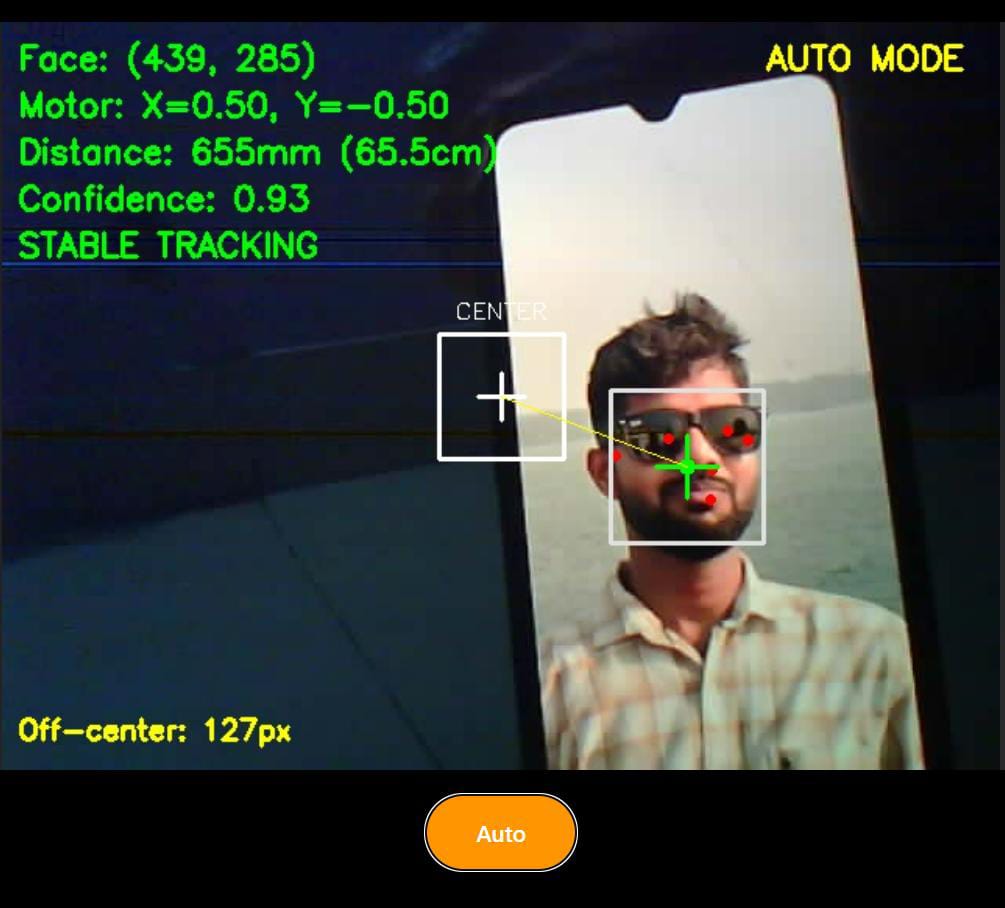 Face: (439, 285)
AUTO MODE
Motor: X=0.50, Y=-0.50
Distance: 655mm (65.5cm)
Confidence: 0.93
STABLE TRACKING
CENTER
Off-center: 127px
Auto